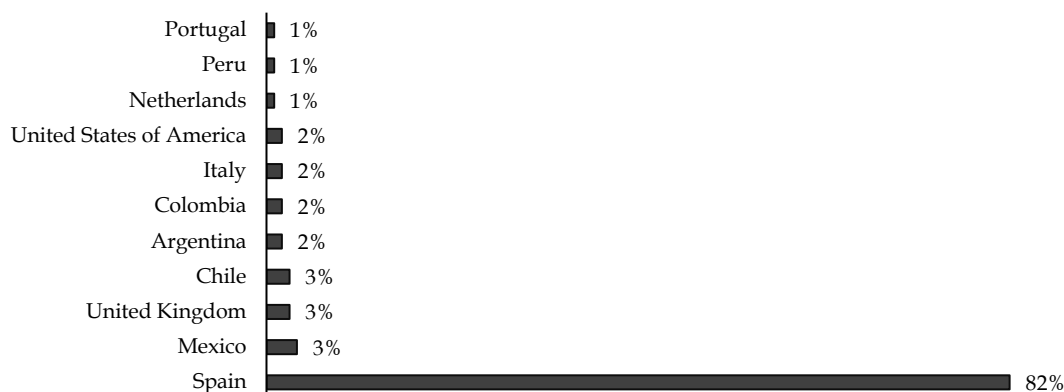 Portugal 1%
Peru 1%
Netherlands 1%
United States of America 2%
Italy 2%
Colombia 2%
Argentina 2%
Chile 3%
United Kingdom 3%
Mexico 3%
Spain 82%